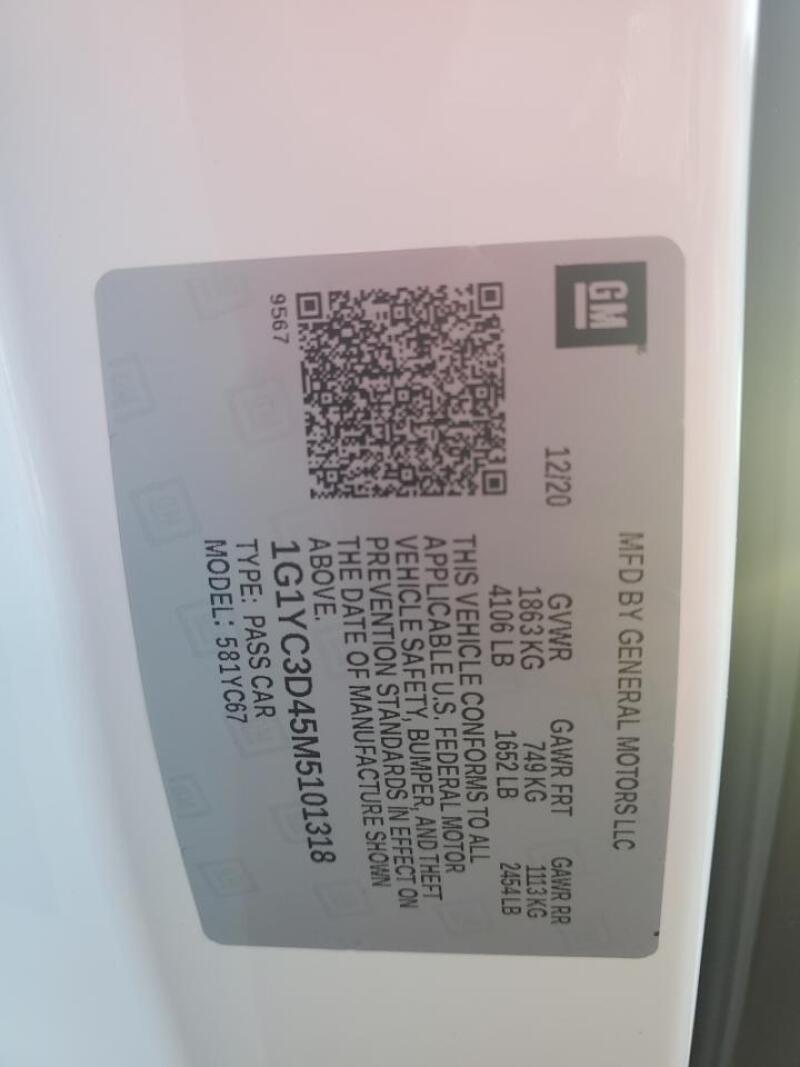 GM
MFD BY GENERAL MOTORS LLC
12/20
GVWR GAWR FRT GAWR RR
1863 KG 749 KG 1113 KG
4106 LB 1652 LB 2454 LB
THIS VEHICLE CONFORMS TO ALL
APPLICABLE U.S. FEDERAL MOTOR
VEHICLE SAFETY, BUMPER, AND THEFT
PREVENTION STANDARDS IN EFFECT ON
THE DATE OF MANUFACTURE SHOWN
ABOVE.
9567
1G1YC3D45M5101318
TYPE: PASS CAR
MODEL: 581YC67